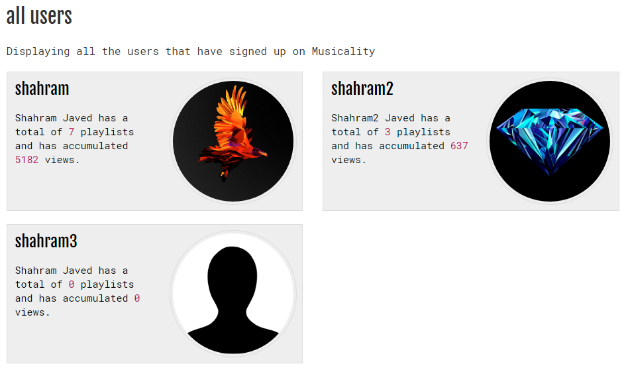 all users
Displaying all the users that have signed up on Musicality
shahram
Shahram Javed has a
total of 7 playlists
and has accumulated
5182 views.
shahram2
Shahram2 Javed has a
total of 3 playlists
and has accumulated 637
views.
shahram3
Shahram Javed has a
total of 0 playlists
and has accumulated 0
views.